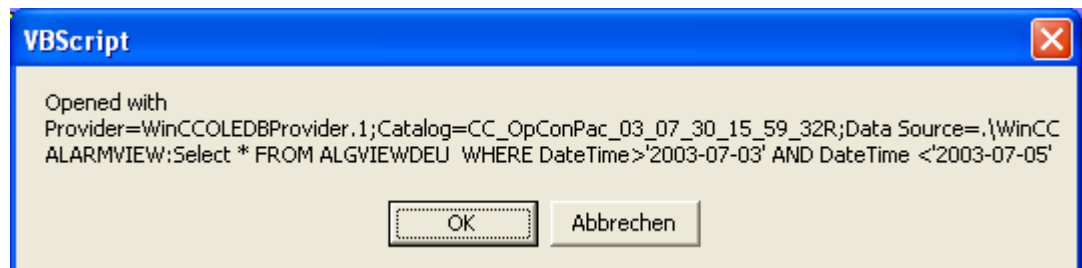 VBScript
Opened with
Provider=WinCCOLEDBProvider.1;Catalog=CC_OpConPac_03_07_30_15_59_32R;Data Source=.\WinCC
ALARMVIEW:Select * FROM ALGVIEWDEU  WHERE DateTime>'2003-07-03' AND DateTime <'2003-07-05'
OK
Abbrechen